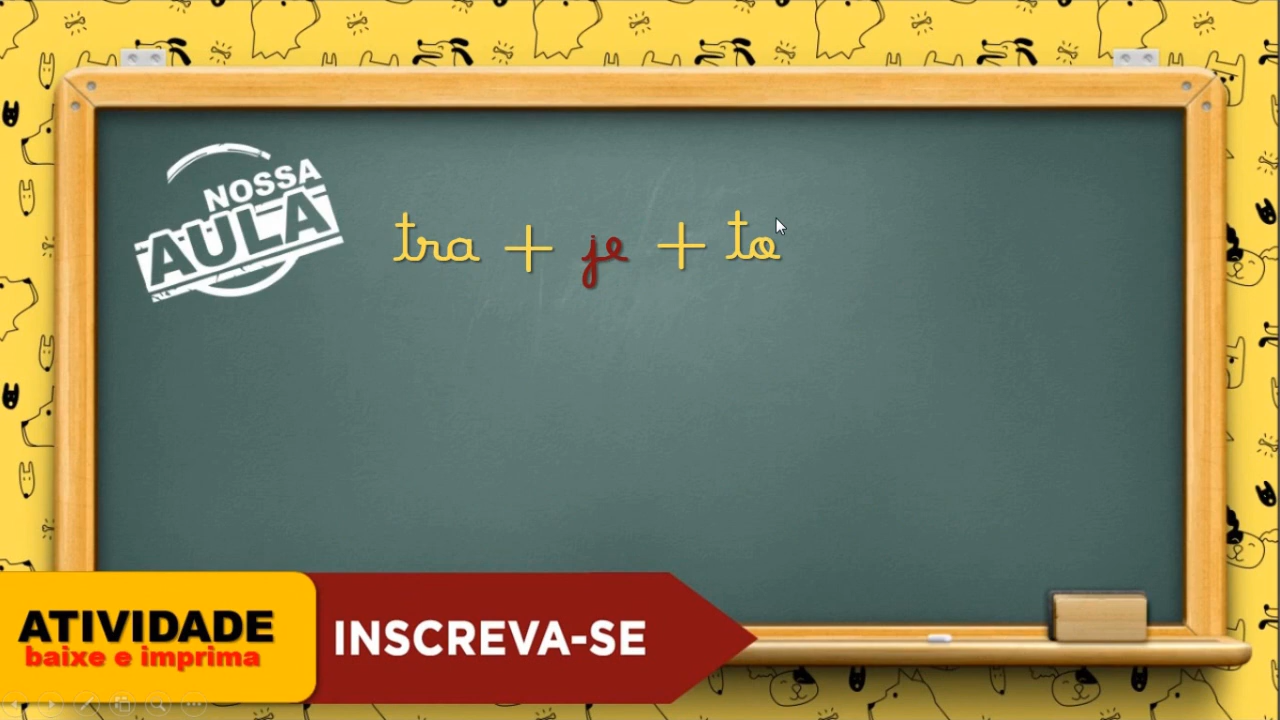 NOSSA
AULA
tra + je + to
ATIVIDADE
baixe e imprima
INSCREVA-SE